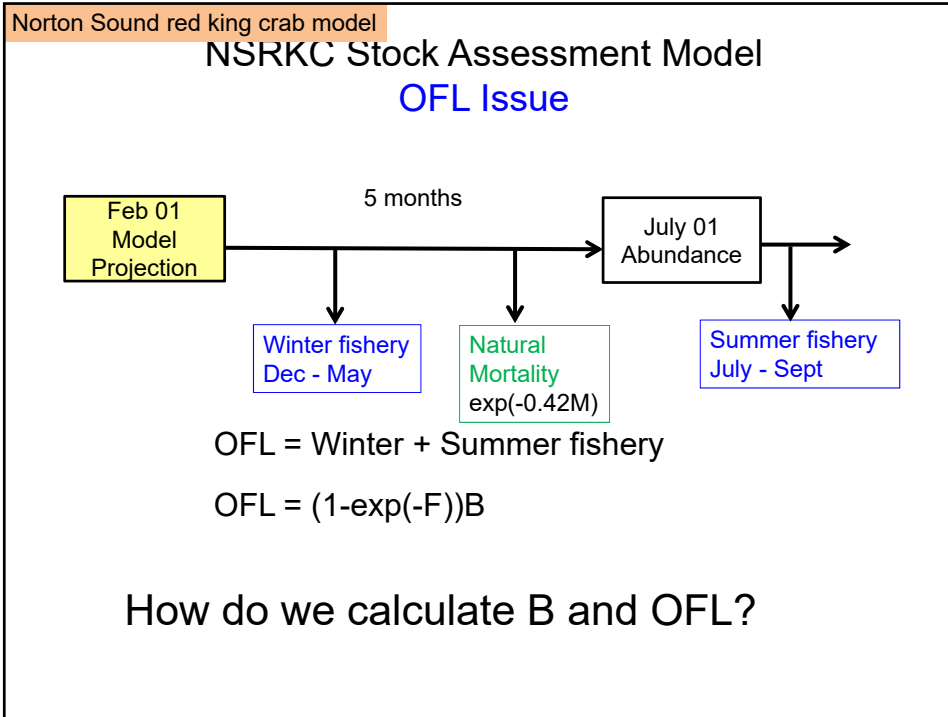 Norton Sound red king crab model
NSRKC Stock Assessment Model
OFL Issue
5 months
Feb 01
Model
Projection
July 01
Abundance
Winter fishery
Dec - May
Natural
Mortality
exp(-0.42M)
Summer fishery
July - Sept
OFL = Winter + Summer fishery
OFL = (1-exp(-F))B
How do we calculate B and OFL?